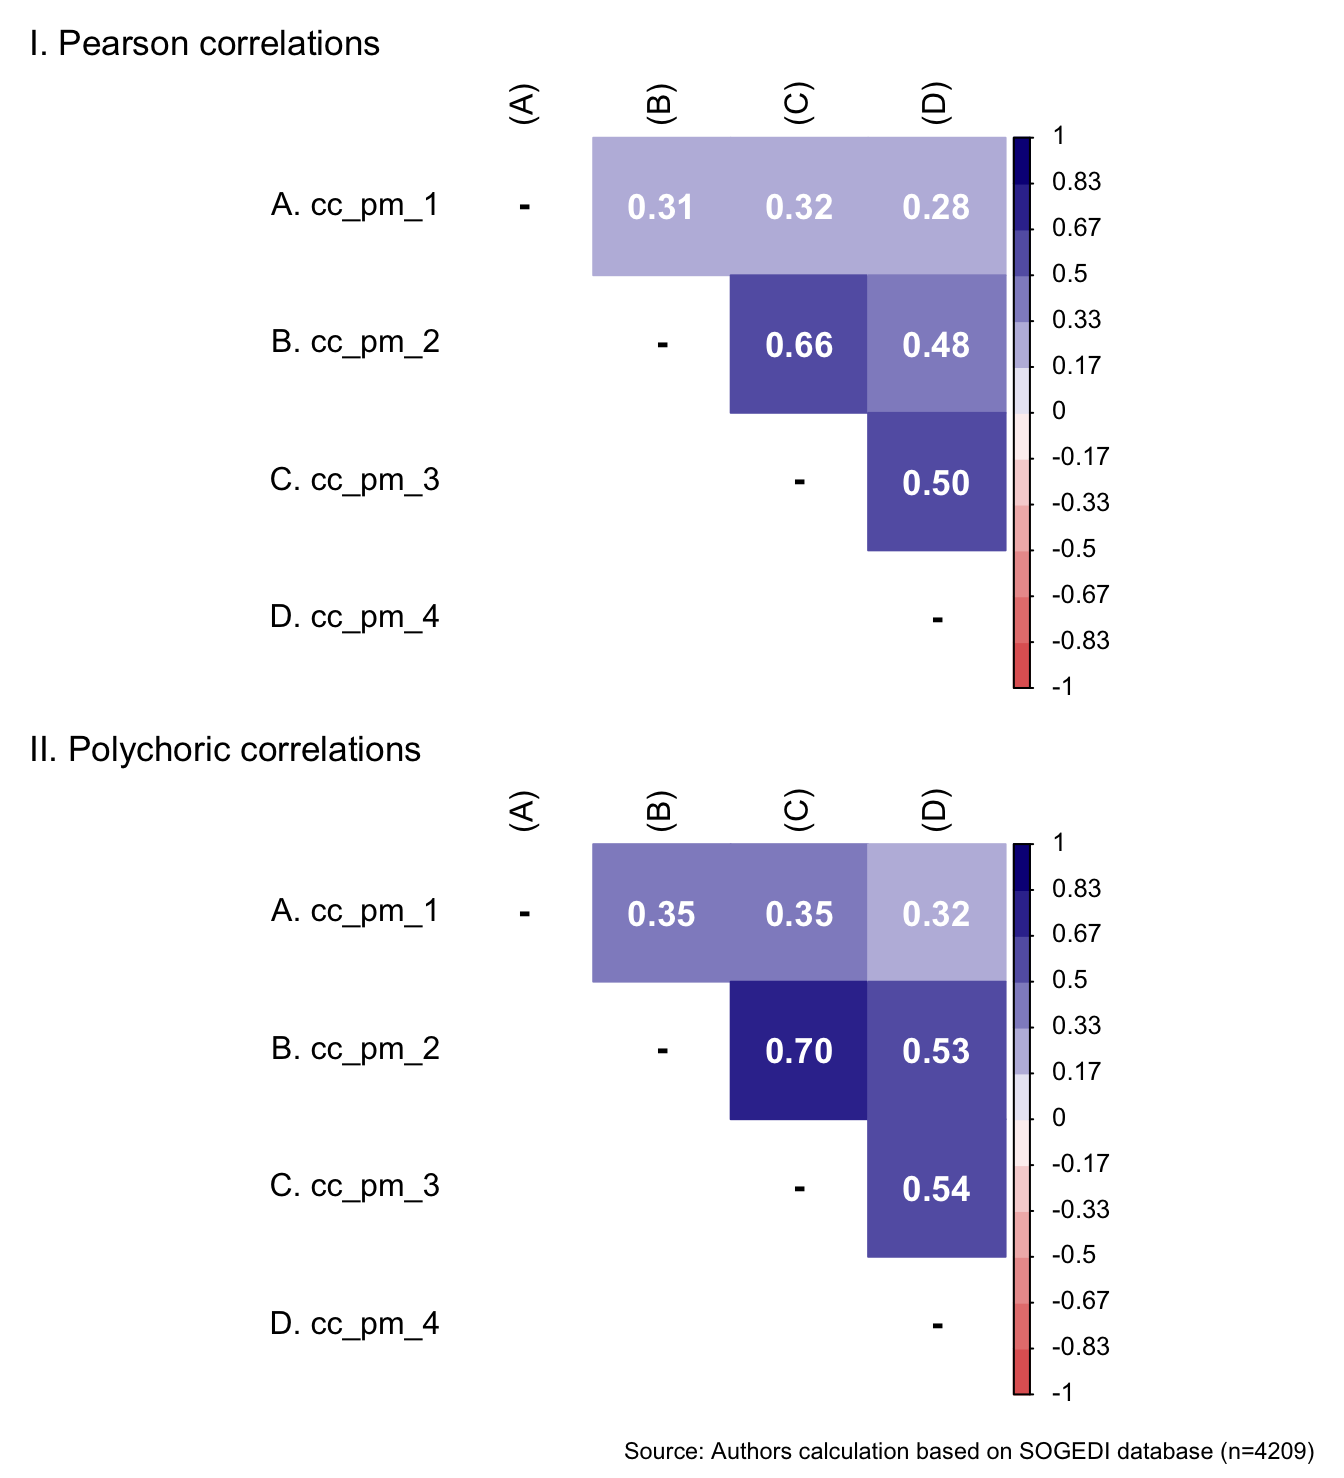 I. Pearson correlations
(A) (B) (C) (D)
A. cc_pm_1 - 0.31 0.32 0.28
B. cc_pm_2 - 0.66 0.48
C. cc_pm_3 - 0.50
D. cc_pm_4 -
1
0.83
0.67
0.5
0.33
0.17
0
-0.17
-0.33
-0.5
-0.67
-0.83
-1
II. Polychoric correlations
(A) (B) (C) (D)
A. cc_pm_1 - 0.35 0.35 0.32
B. cc_pm_2 - 0.70 0.53
C. cc_pm_3 - 0.54
D. cc_pm_4 -
1
0.83
0.67
0.5
0.33
0.17
0
-0.17
-0.33
-0.5
-0.67
-0.83
-1
Source: Authors calculation based on SOGEDI database (n=4209)